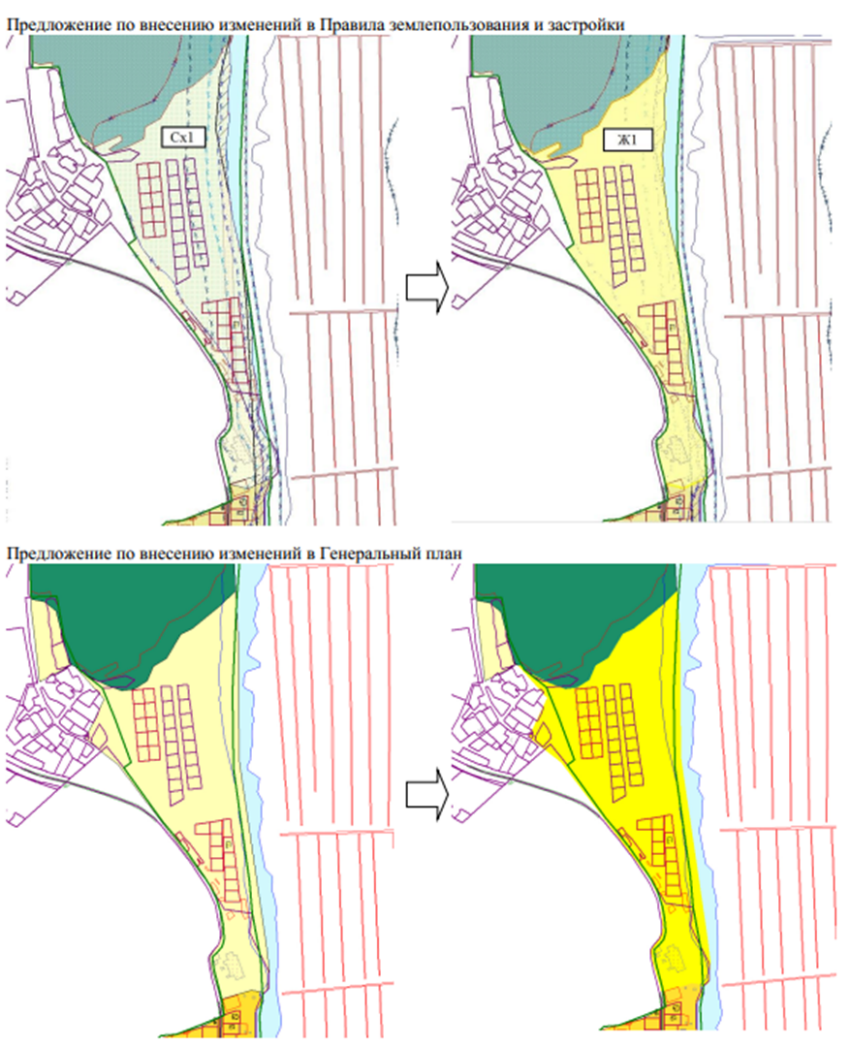 Предложение по внесению изменений в Правила землепользования и застройки
Сх1
Ж1
Предложение по внесению изменений в Генеральный план